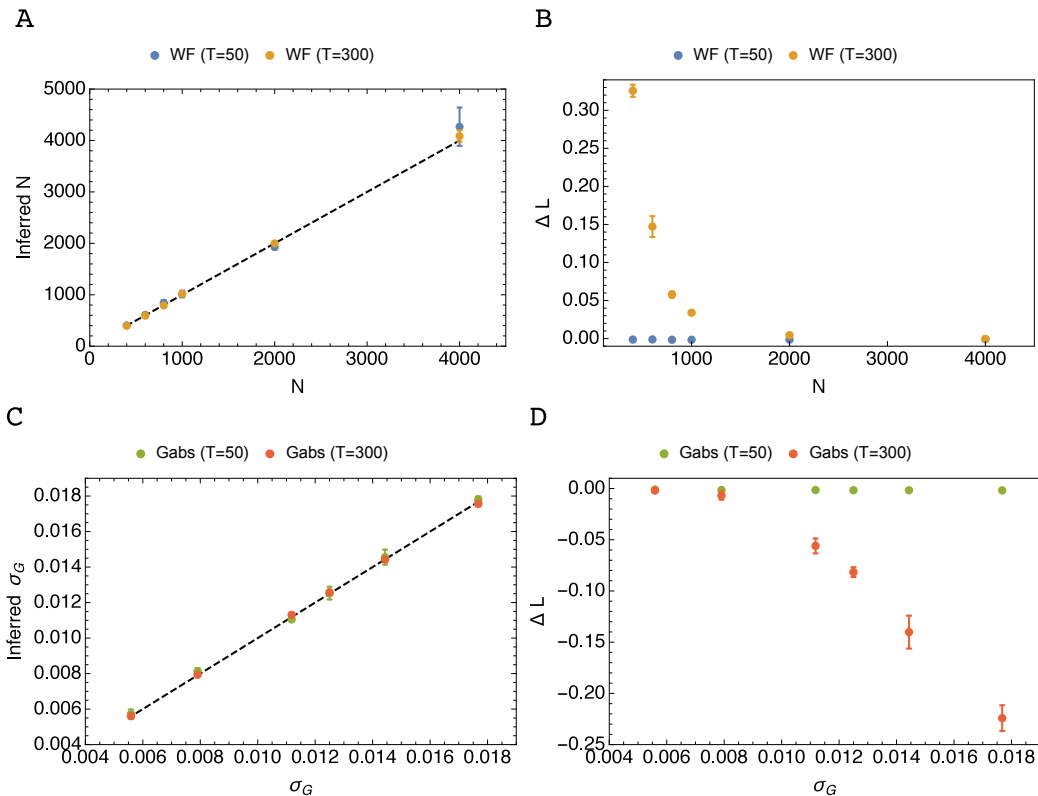 A
WF (T=50) WF (T=300)
5000
4000
3000
2000
1000
0
0 1000 2000 3000 4000
Inferred N
N
B
WF (T=50) WF (T=300)
0.30
0.25
0.20
0.15
0.10
0.05
0.00
1000 2000 3000 4000
Δ L
N
C
Gabs (T=50) Gabs (T=300)
0.018
0.016
0.014
0.012
0.010
0.008
0.006
0.004
0.004 0.006 0.008 0.010 0.012 0.014 0.016 0.018
Inferred σG
σG
D
Gabs (T=50) Gabs (T=300)
0.00
−0.05
−0.10
−0.15
−0.20
−0.25
0.004 0.006 0.008 0.010 0.012 0.014 0.016 0.018
Δ L
σG